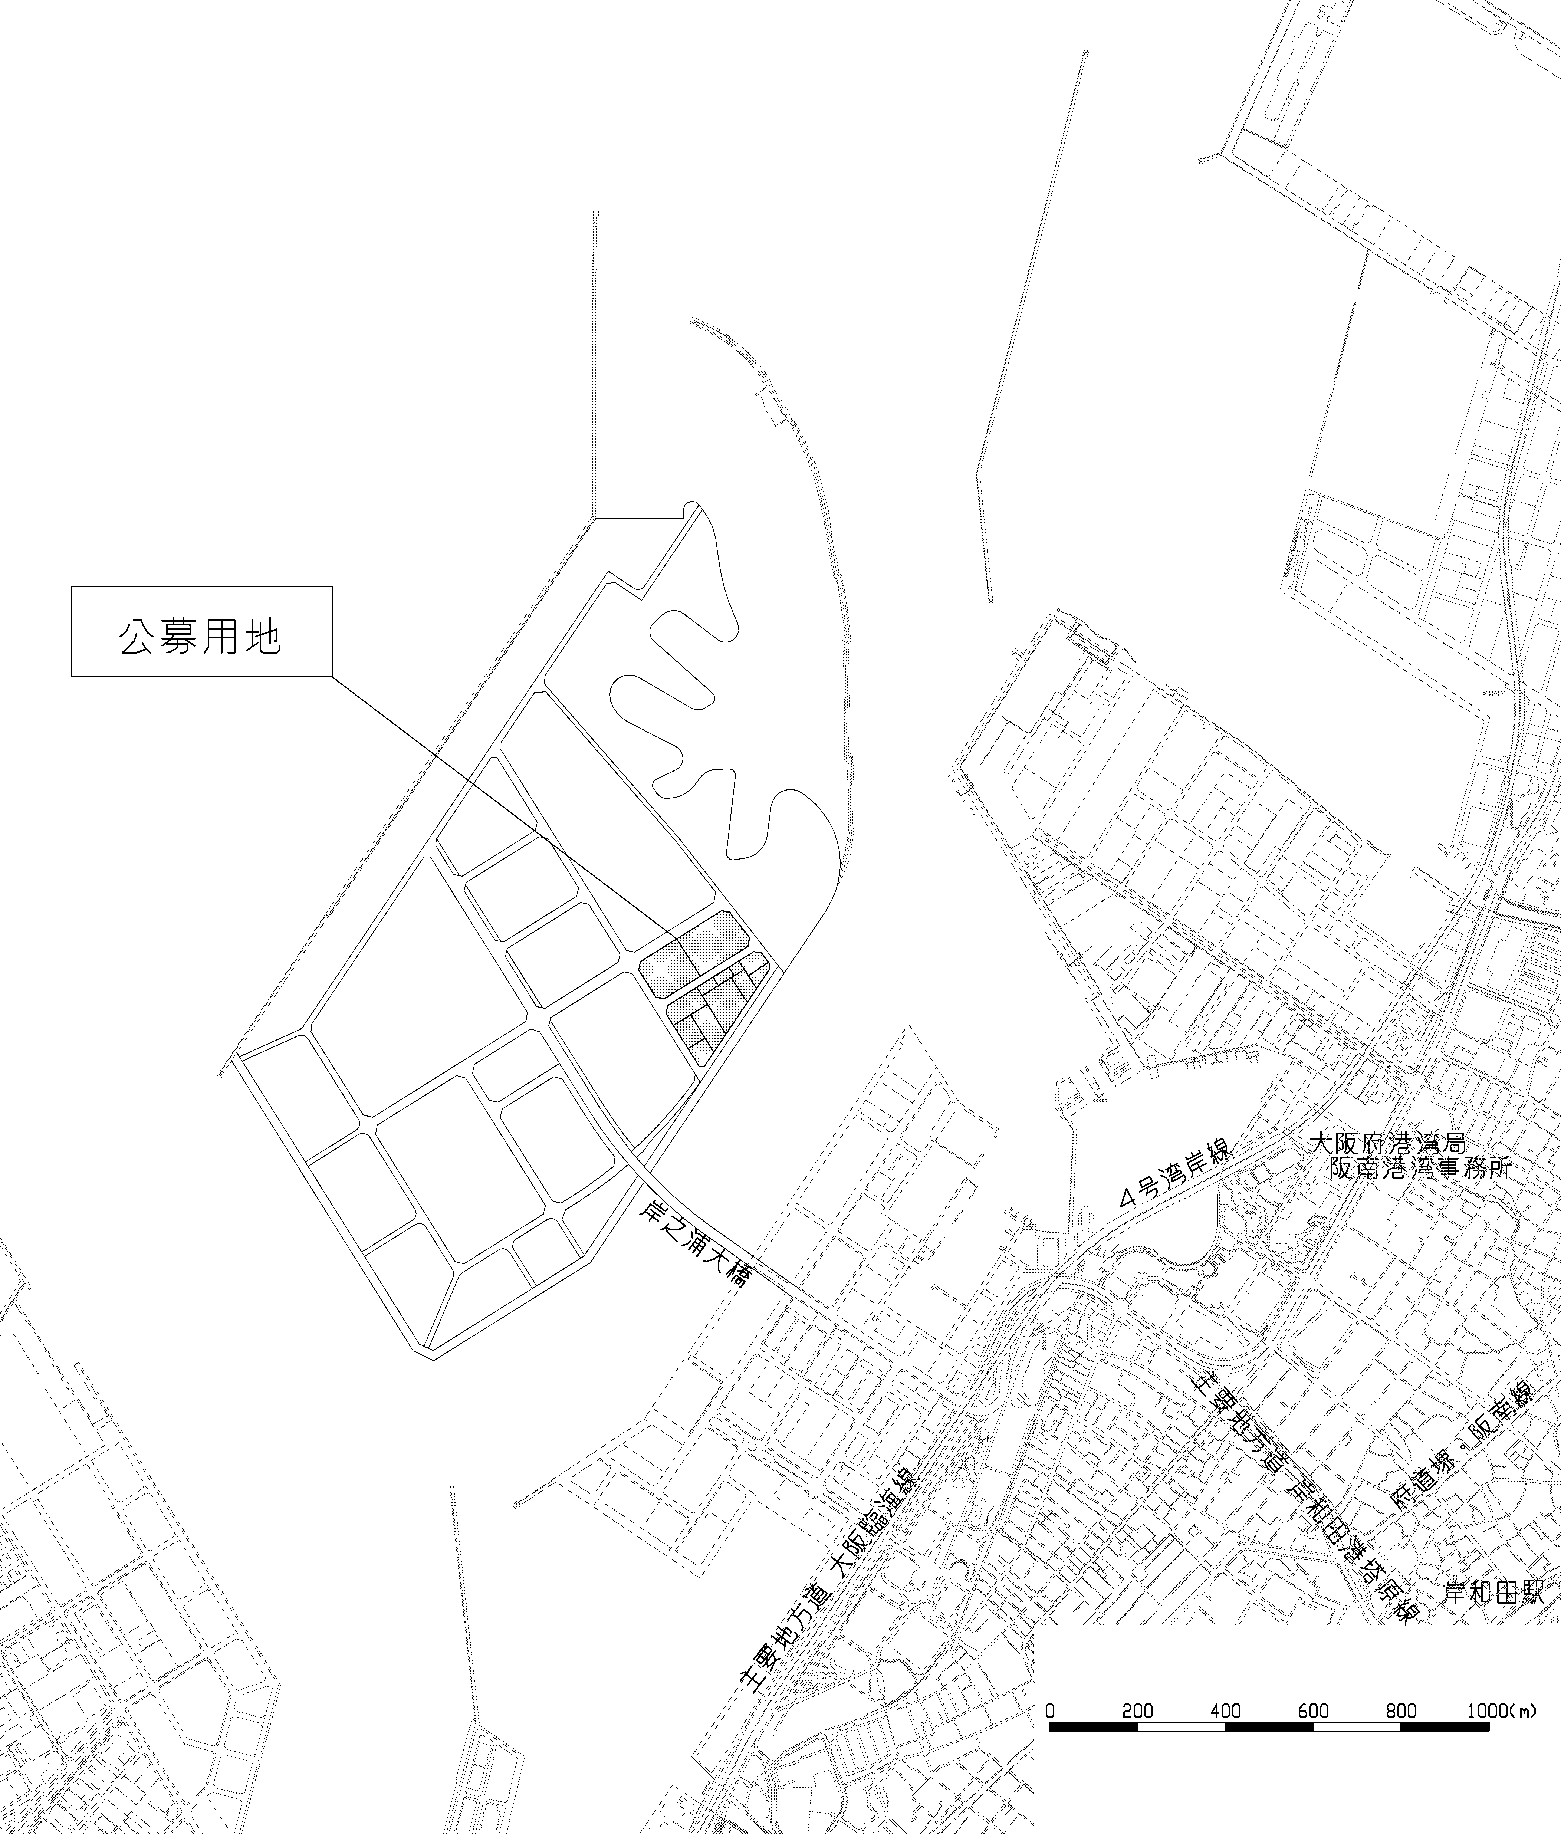 公募用地
大阪府港湾局
阪南港湾事務所
4号湾岸線
岸之浦大橋
主要地方道 岸和田港塔原線
府道堺・阪南線
主要地方道 大阪臨海線
岸和田駅
0 200 400 600 800 1000(m)